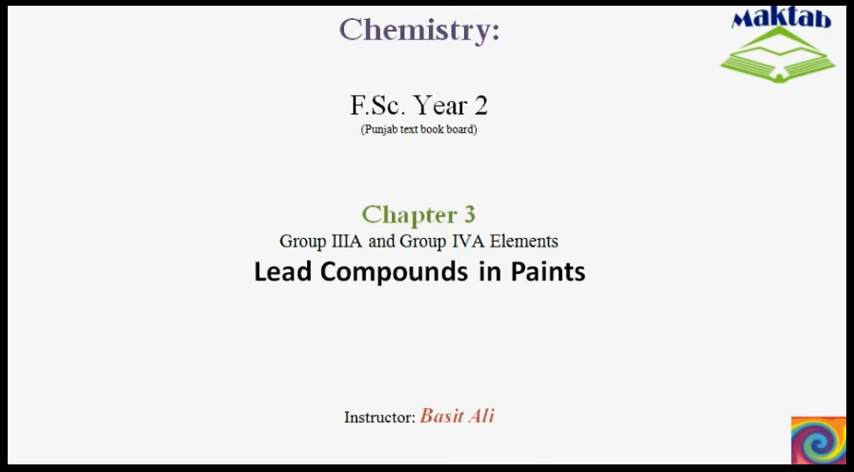 Maktab
Chemistry:
F.Sc. Year 2
(Punjab text book board)
Chapter 3
Group IIIA and Group IVA Elements
Lead Compounds in Paints
Instructor: Basit Ali